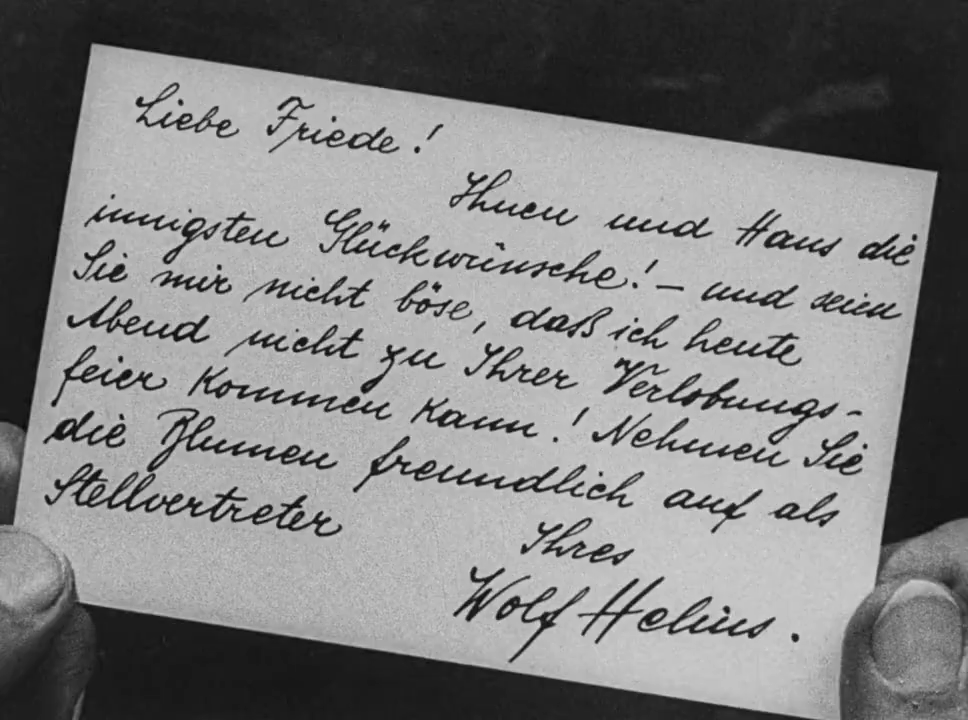 Liebe Friede!
Ihnen und Hans die
innigsten Glückwünsche! – und seien
Sie mir nicht böse, daß ich heute
Abend nicht zu Ihrer Verlobungs-
feier kommen kann! Nehmen Sie
die Blumen freundlich auf als
Stellvertreter
Ihres
Wolf Helius.